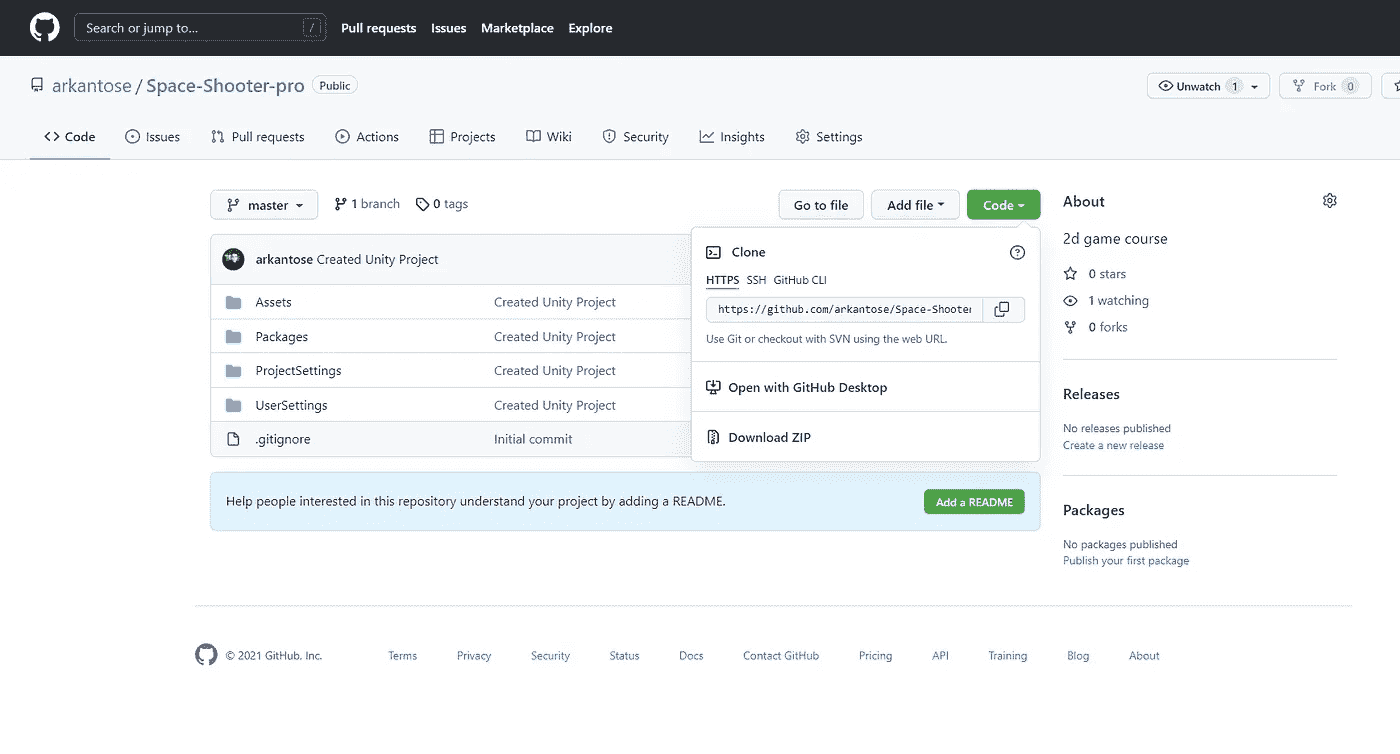 Search or jump to... /
Pull requests Issues Marketplace Explore
arkantose / Space-Shooter-pro Public
Unwatch 1 Fork 0
Code Issues Pull requests Actions Projects Wiki Security Insights Settings
master 1 branch 0 tags Go to file Add file Code
About
2d game course
0 stars
1 watching
0 forks
arkantose Created Unity Project
Assets Created Unity Project
Packages Created Unity Project
ProjectSettings Created Unity Project
UserSettings Created Unity Project
.gitignore Initial commit
Clone
HTTPS SSH GitHub CLI
https://github.com/arkantose/Space-Shooter
Use Git or checkout with SVN using the web URL.
Open with GitHub Desktop
Download ZIP
Releases
No releases published
Create a new release
Help people interested in this repository understand your project by adding a README. Add a README
Packages
No packages published
Publish your first package
© 2021 GitHub, Inc. Terms Privacy Security Status Docs Contact GitHub Pricing API Training Blog About